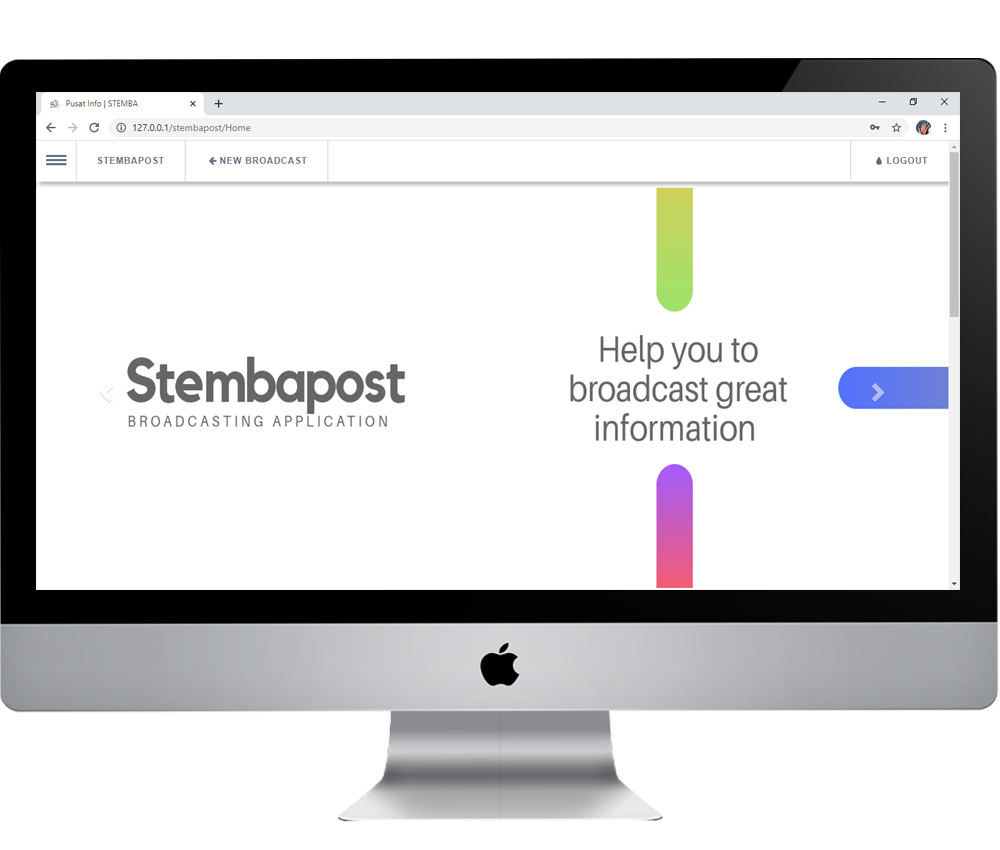 Pusat Info | STEMBA
127.0.0.1/stembapost/Home
STEMBAPOST
NEW BROADCAST
LOGOUT
Stembapost
BROADCASTING APPLICATION
Help you to
broadcast great
information